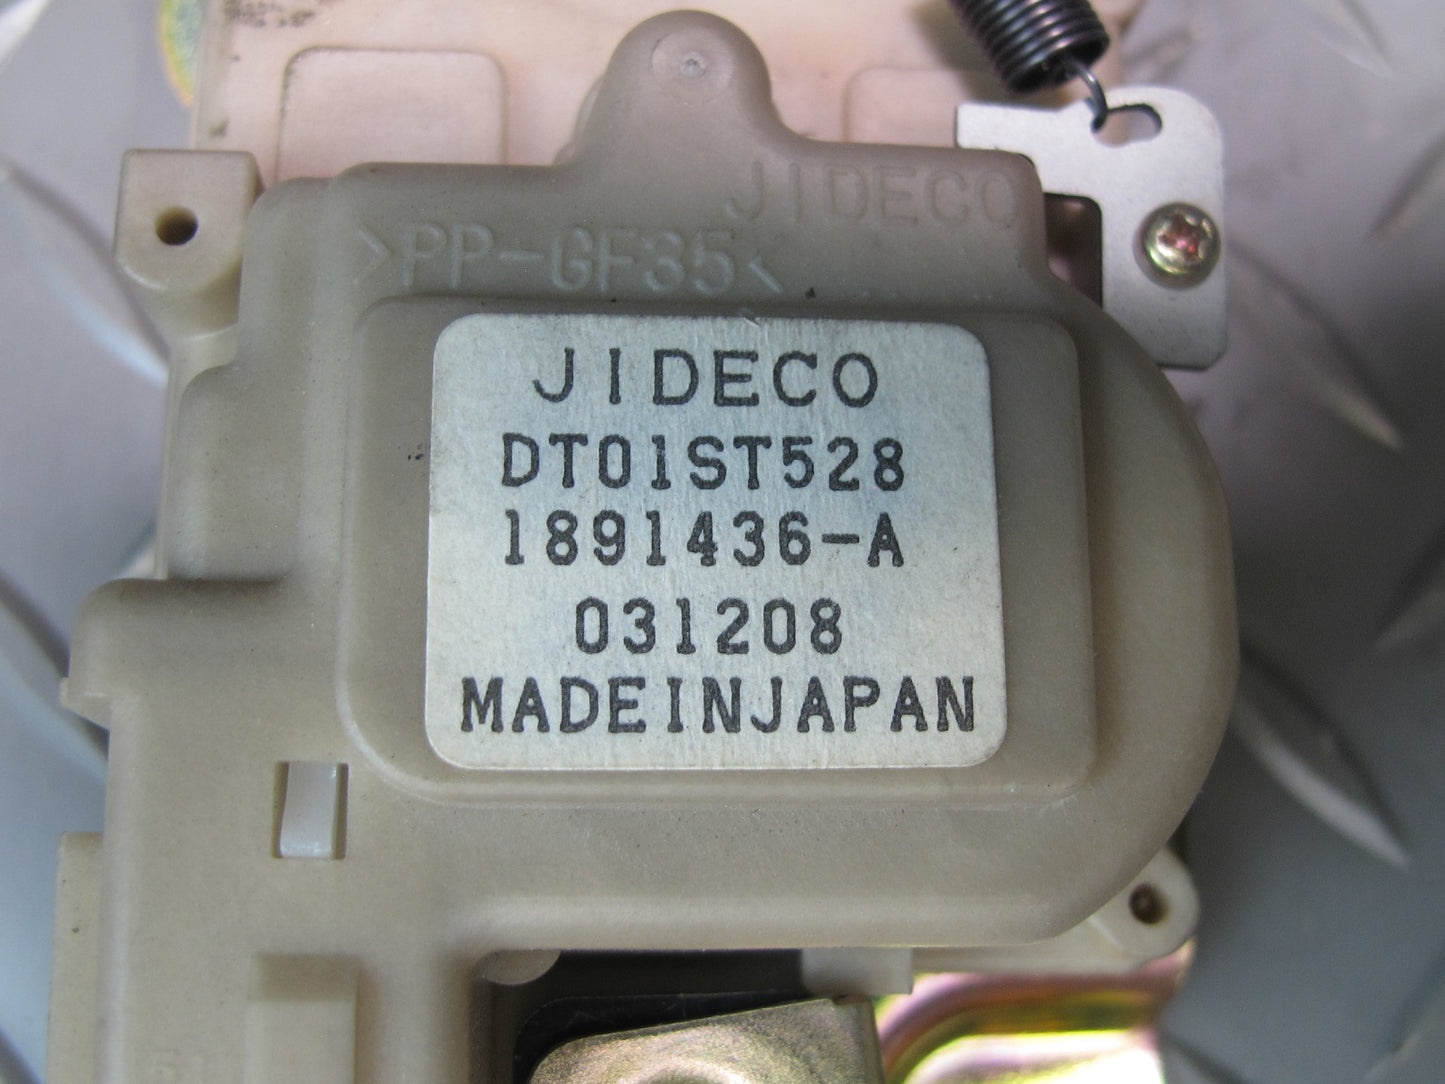 JIDECO
>PP-GF35<
JIDECO
DT01ST528
1891436-A
031208
MADEINJAPAN